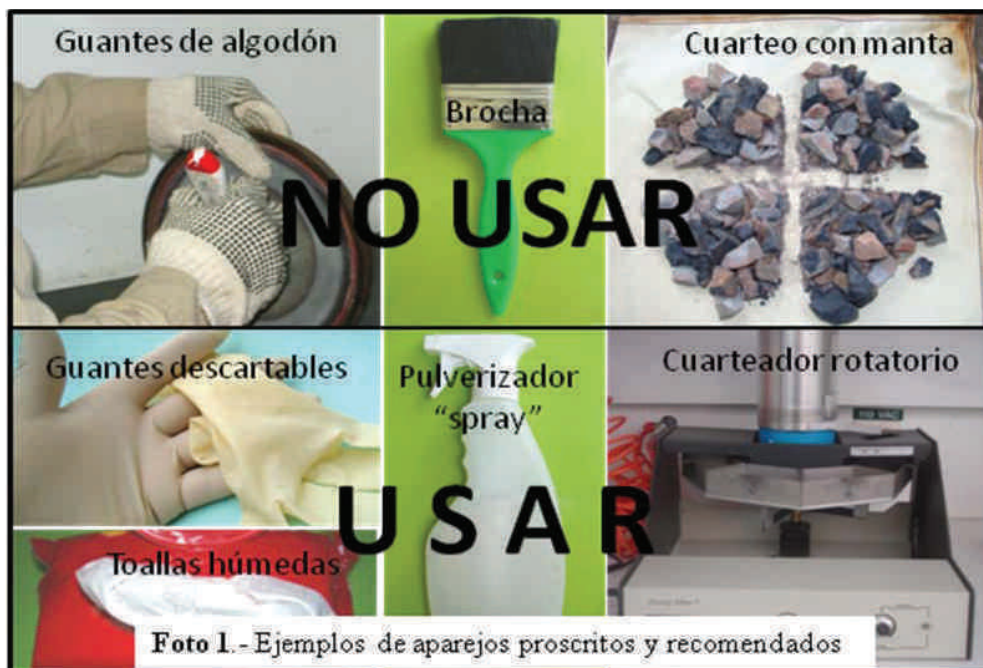 Guantes de algodón
Brocha
Cuarteo con manta
NO USAR
Guantes descartables
Pulverizador
“spray”
Cuarteador rotatorio
USAR
Toallas húmedas
Foto 1.- Ejemplos de aparejos proscritos y recomendados